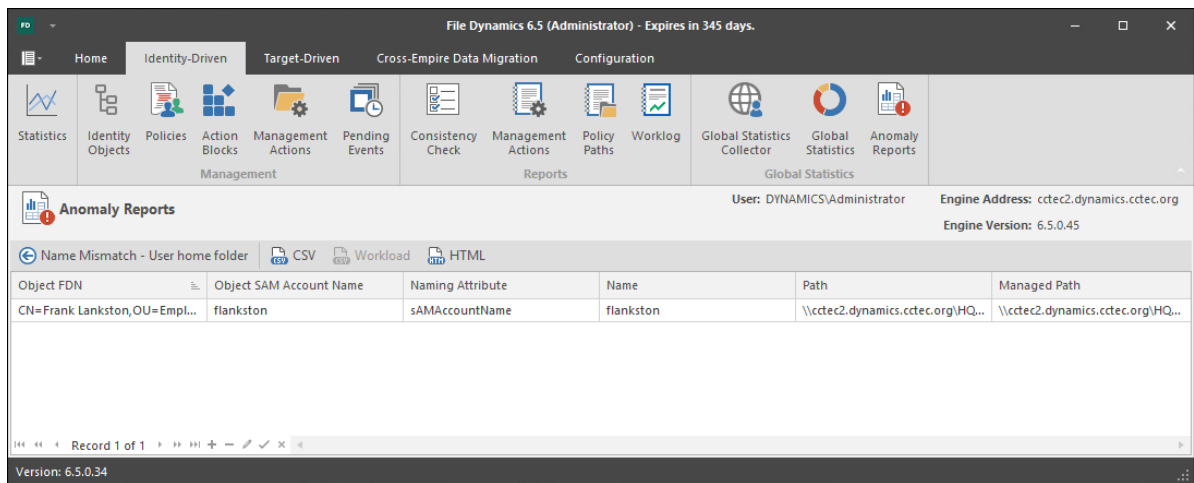 FD
File Dynamics 6.5 (Administrator) - Expires in 345 days.
Home Identity-Driven Target-Driven Cross-Empire Data Migration Configuration
Statistics
Identity Objects
Policies
Action Blocks
Management Actions
Pending Events
Management
Consistency Check
Management Actions
Policy Paths
Worklog
Reports
Global Statistics Collector
Global Statistics
Anomaly Reports
Global Statistics
Anomaly Reports
User: DYNAMICS\Administrator
Engine Address: cctec2.dynamics.cctec.org
Engine Version: 6.5.0.45
Name Mismatch - User home folder CSV Workload HTML
Object FDN Object SAM Account Name Naming Attribute Name Path Managed Path
CN=Frank Lankston,OU=Empl... flankston sAMAccountName flankston \\cctec2.dynamics.cctec.org\HQ... \\cctec2.dynamics.cctec.org\HQ...
Record 1 of 1
Version: 6.5.0.34